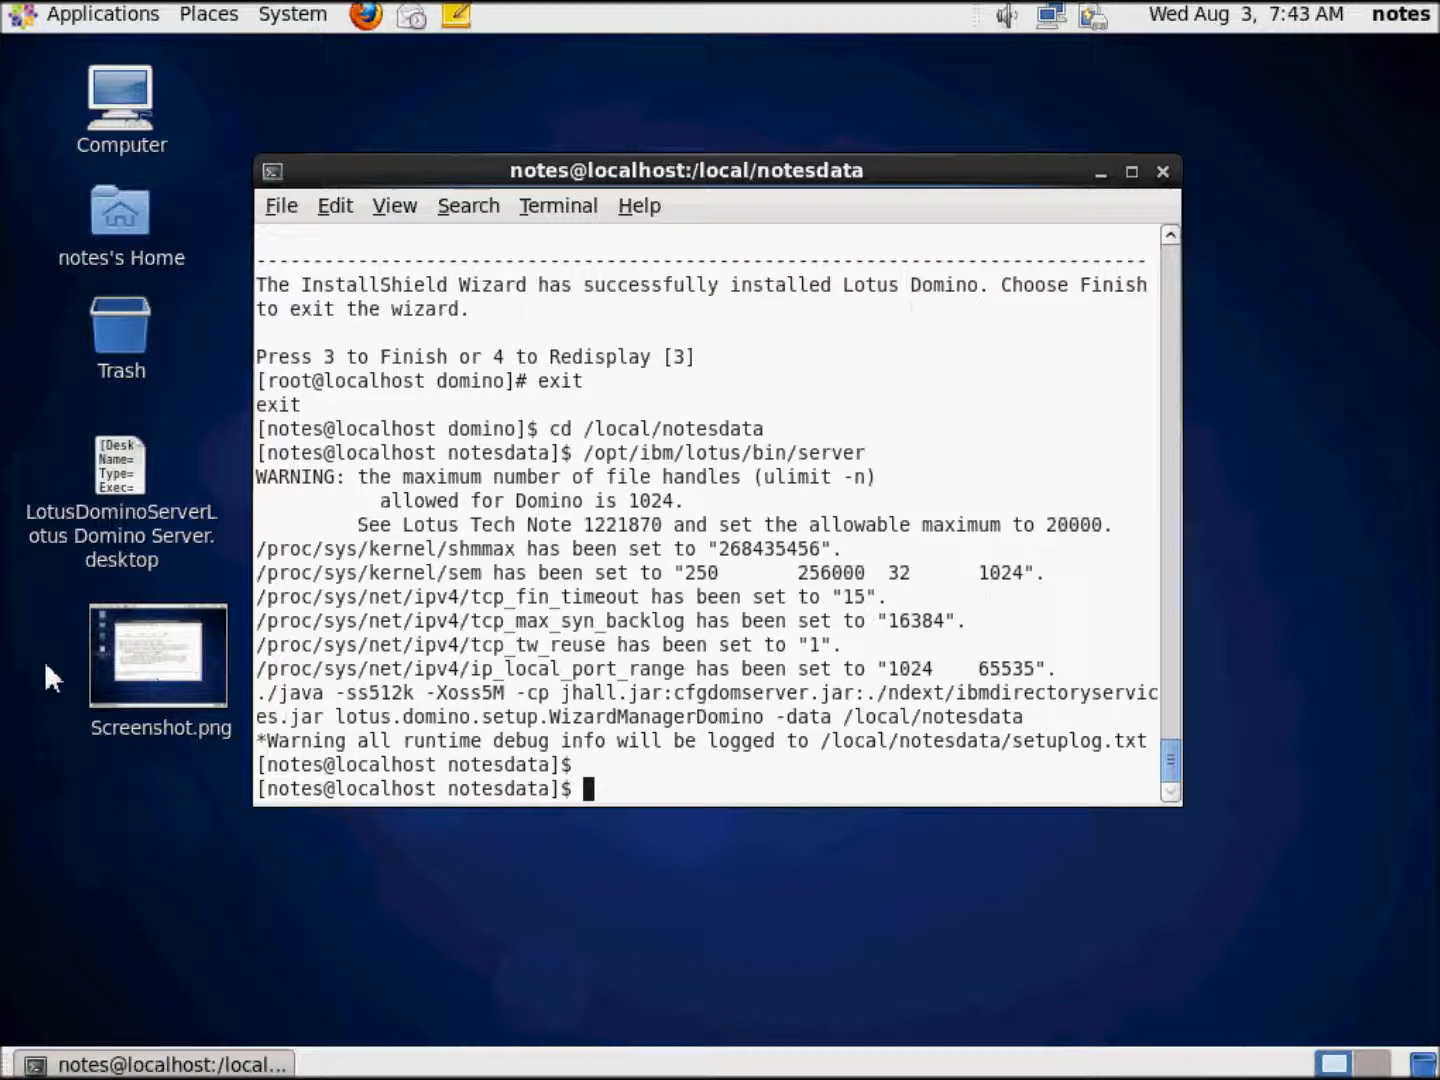 Applications Places System
Wed Aug 3, 7:43 AM notes
Computer
notes's Home
Trash
[Desk
Name=
Type=
Exec=
LotusDominoServerL
otus Domino Server.
desktop
Screenshot.png
notes@localhost:/local/notesdata
File Edit View Search Terminal Help
--------------------------------------------------------------------------------
The InstallShield Wizard has successfully installed Lotus Domino. Choose Finish
to exit the wizard.
Press 3 to Finish or 4 to Redisplay [3]
[root@localhost domino]# exit
exit
[notes@localhost domino]$ cd /local/notesdata
[notes@localhost notesdata]$ /opt/ibm/lotus/bin/server
WARNING: the maximum number of file handles (ulimit -n)
allowed for Domino is 1024.
See Lotus Tech Note 1221870 and set the allowable maximum to 20000.
/proc/sys/kernel/shmmax has been set to "268435456".
/proc/sys/kernel/sem has been set to "250 256000 32 1024".
/proc/sys/net/ipv4/tcp_fin_timeout has been set to "15".
/proc/sys/net/ipv4/tcp_max_syn_backlog has been set to "16384".
/proc/sys/net/ipv4/tcp_tw_reuse has been set to "1".
/proc/sys/net/ipv4/ip_local_port_range has been set to "1024 65535".
./java -ss512k -Xoss5M -cp jhall.jar:cfgdomserver.jar:./ndext/ibmdirectoryservic
es.jar lotus.domino.setup.WizardManagerDomino -data /local/notesdata
*Warning all runtime debug info will be logged to /local/notesdata/setuplog.txt
[notes@localhost notesdata]$
[notes@localhost notesdata]$
notes@localhost:/local...